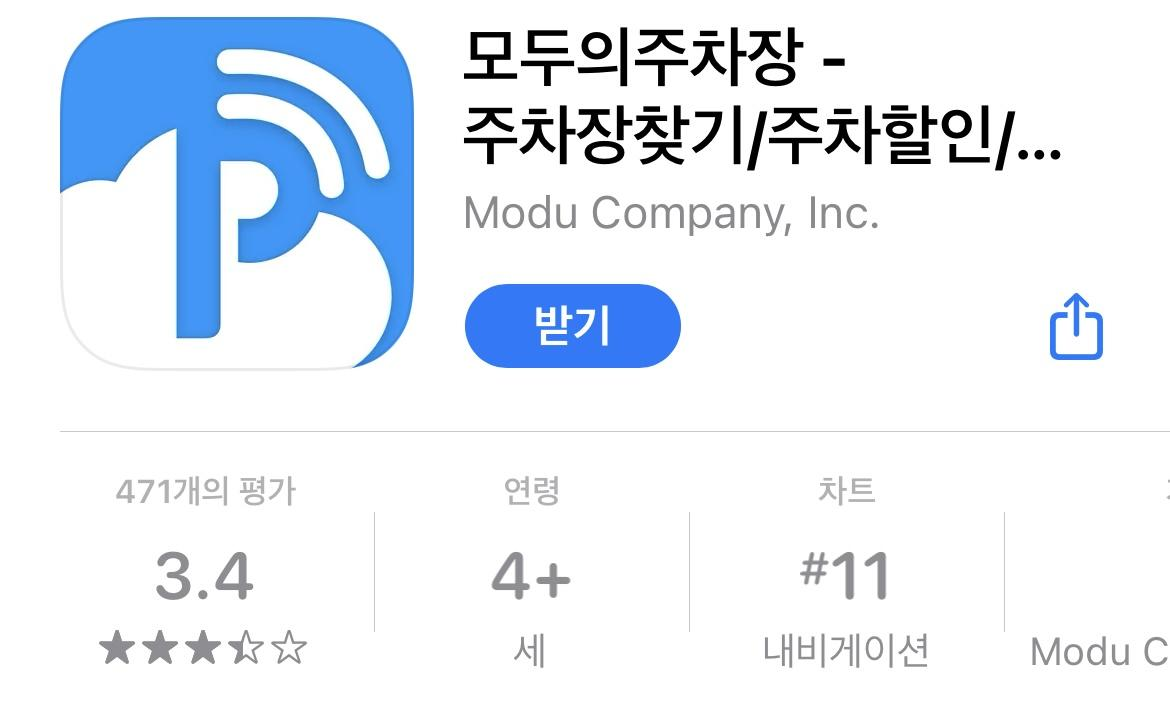 모두의주차장 -
주차장찾기/주차할인/...
Modu Company, Inc.
받기
471개의 평가
연령
차트
3.4
4+
#11
세
내비게이션
Modu C